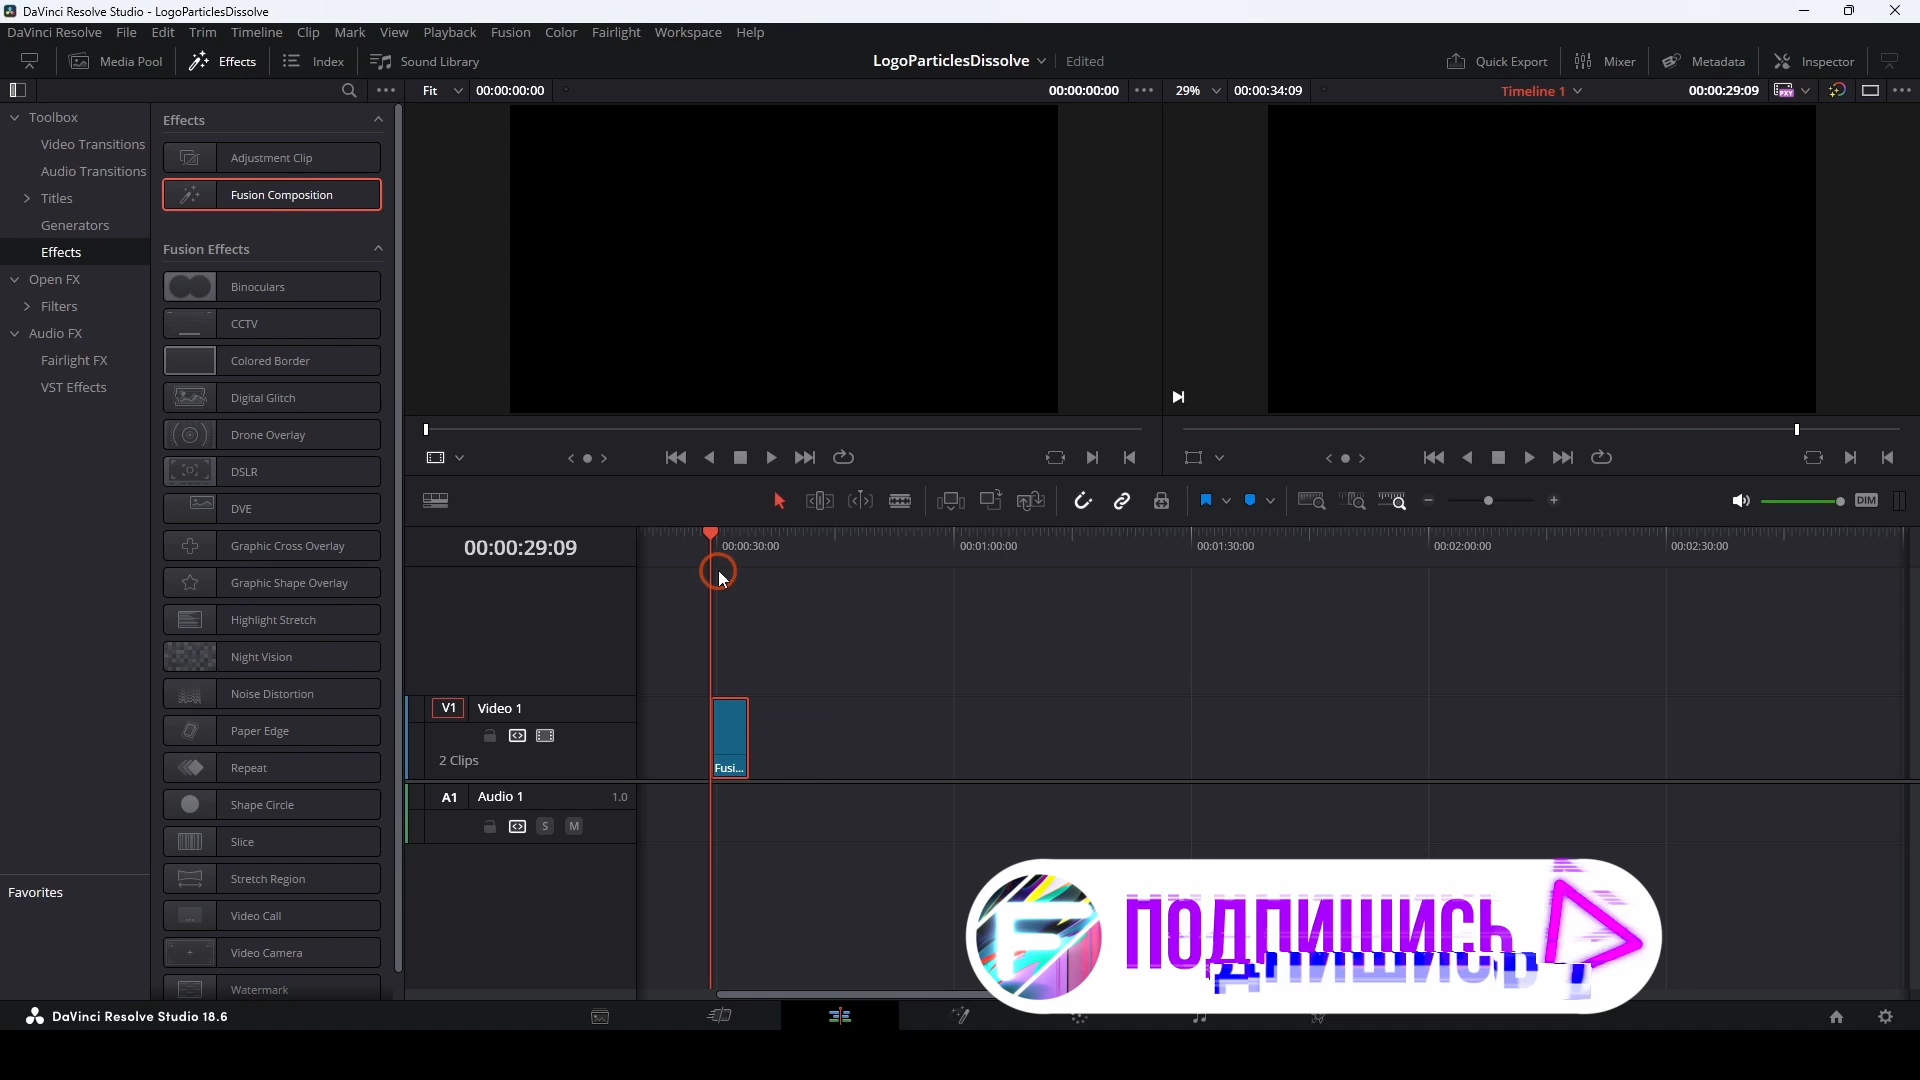 DaVinci Resolve Studio - LogoParticlesDissolve
DaVinci Resolve File Edit Trim Timeline Clip Mark View Playback Fusion Color Fairlight Workspace Help
Media Pool Effects Index Sound Library LogoParticlesDissolve Edited Quick Export Mixer Metadata Inspector
Fit 00:00:00:00 00:00:00:00 29% 00:00:34:09 Timeline 1 00:00:29:09 PXY
Toolbox
Video Transitions
Audio Transitions
Titles
Generators
Effects
Open FX
Filters
Audio FX
Fairlight FX
VST Effects
Favorites
Effects
Adjustment Clip
Fusion Composition
Fusion Effects
Binoculars
CCTV
Colored Border
Digital Glitch
Drone Overlay
DSLR
DVE
Graphic Cross Overlay
Graphic Shape Overlay
Highlight Stretch
Night Vision
Noise Distortion
Paper Edge
Repeat
Shape Circle
Slice
Stretch Region
Video Call
Video Camera
Watermark
DIM
00:00:29:09
00:00:30:00 00:01:00:00 00:01:30:00 00:02:00:00 00:02:30:00
V1 Video 1
2 Clips
Fusi...
A1 Audio 1 1.0
S M
F ПОДПИШИСЬ
DaVinci Resolve Studio 18.6